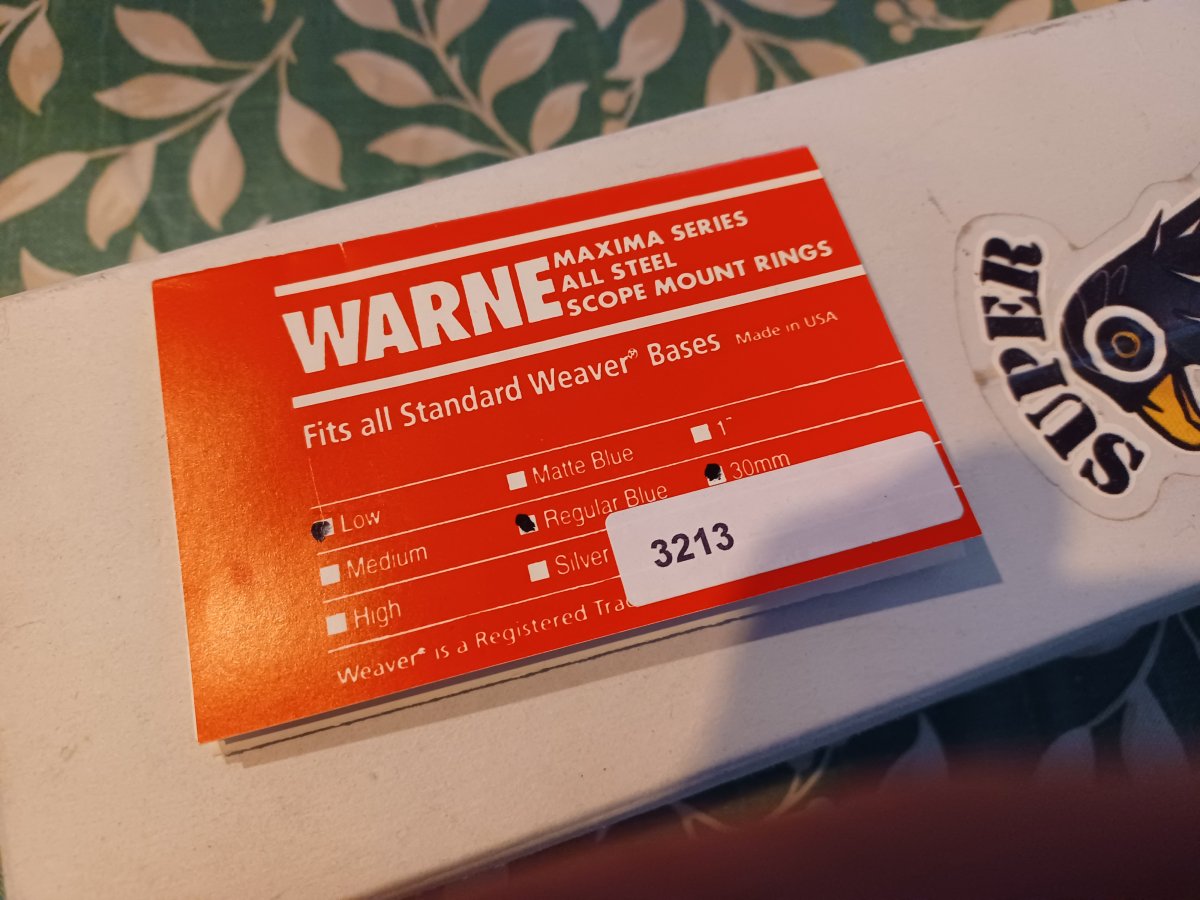 WARNE
MAXIMA SERIES
ALL STEEL
SCOPE MOUNT RINGS
Fits all Standard Weaver® Bases Made in USA
Low
Medium
High
Matte Blue
Regular Blue
Silver
1"
30mm
3213
Weaver® is a Registered
SUPER